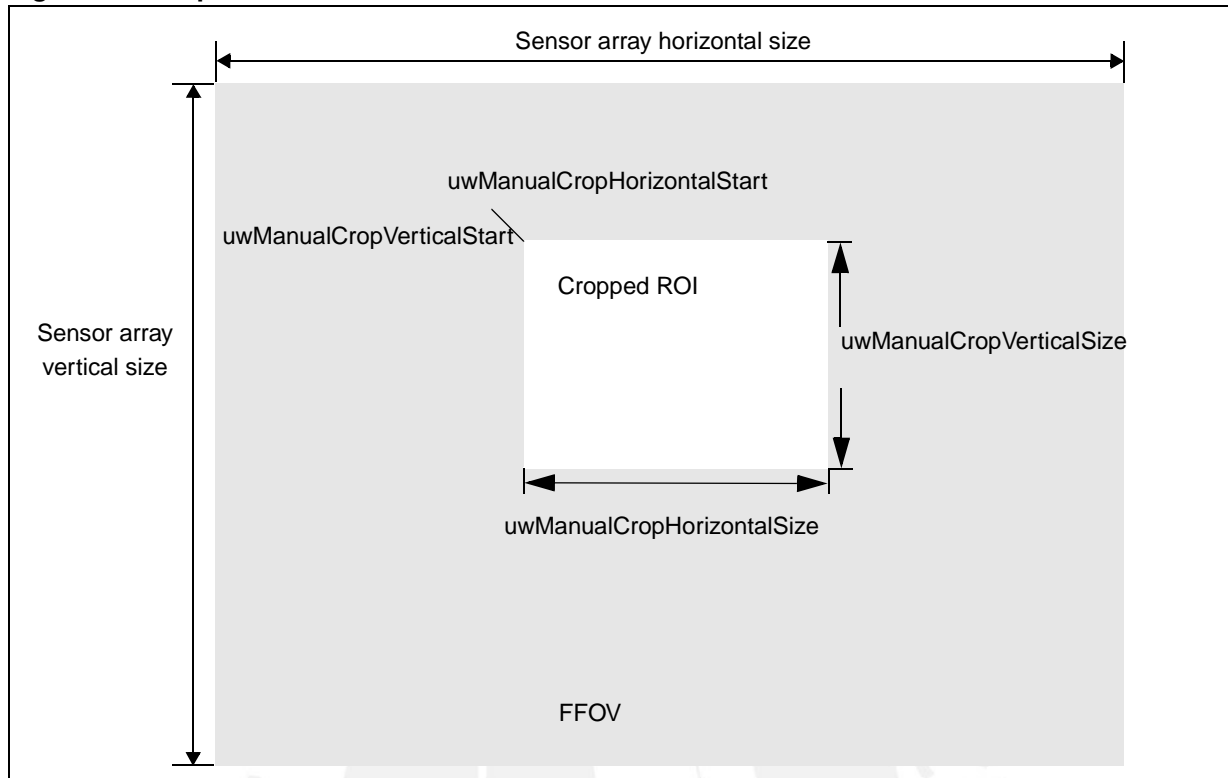 Sensor array horizontal size
uwManualCropHorizontalStart
uwManualCropVerticalStart
Cropped ROI
Sensor array
vertical size
uwManualCropVerticalSize
uwManualCropHorizontalSize
FFOV